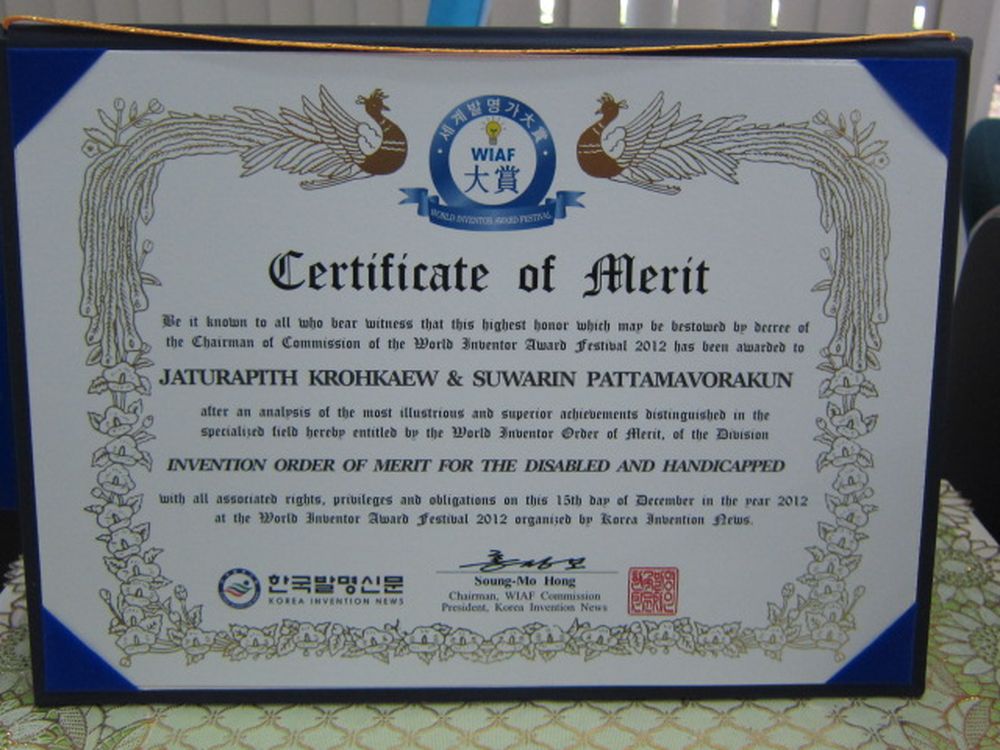 세계발명가大賞
WIAF
大賞
WORLD INVENTOR AWARD FESTIVAL
Certificate of Merit
Be it known to all who bear witness that this highest honor which may be bestowed by decree of
the Chairman of Commission of the World Inventor Award Festival 2012 has been awarded to
JATURAPITH KROHKAEW & SUWARIN PATTAMAVORAKUN
after an analysis of the most illustrious and superior achievements distinguished in the
specialized field hereby entitled by the World Inventor Order of Merit, of the Division
INVENTION ORDER OF MERIT FOR THE DISABLED AND HANDICAPPED
with all associated rights, privileges and obligations on this 15th day of December in the year 2012
at the World Inventor Award Festival 2012 organized by Korea Invention News.
한국발명신문
KOREA INVENTION NEWS
Soung-Mo Hong
Chairman, WIAF Commission
President, Korea Invention News